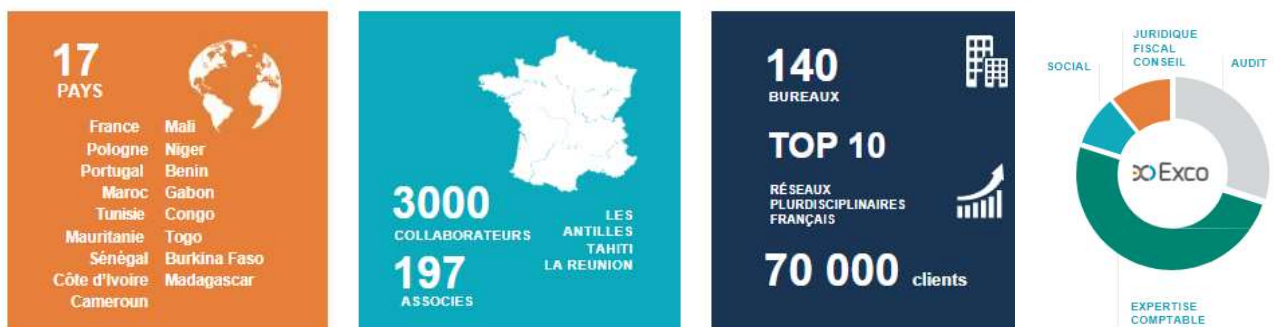 17
PAYS
France Mali
Pologne Niger
Portugal Benin
Maroc Gabon
Tunisie Congo
Mauritanie Togo
Sénégal Burkina Faso
Côte d'Ivoire Madagascar
Cameroun
3000
COLLABORATEURS
197
ASSOCIES
LES
ANTILLES
TAHITI
LA REUNION
140
BUREAUX
TOP 10
RÉSEAUX
PLURDISCIPLINAIRES
FRANÇAIS
70 000 clients
JURIDIQUE
FISCAL
CONSEIL
SOCIAL
AUDIT
Exco
EXPERTISE
COMPTABLE